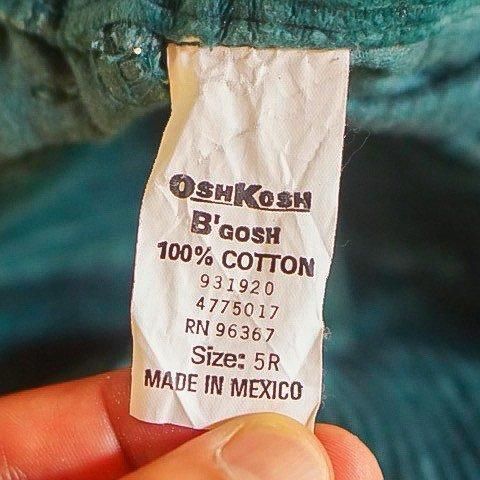 OSHKOSH
B'GOSH
100% COTTON
931920
4775017
RN 96367
Size: 5R
MADE IN MEXICO